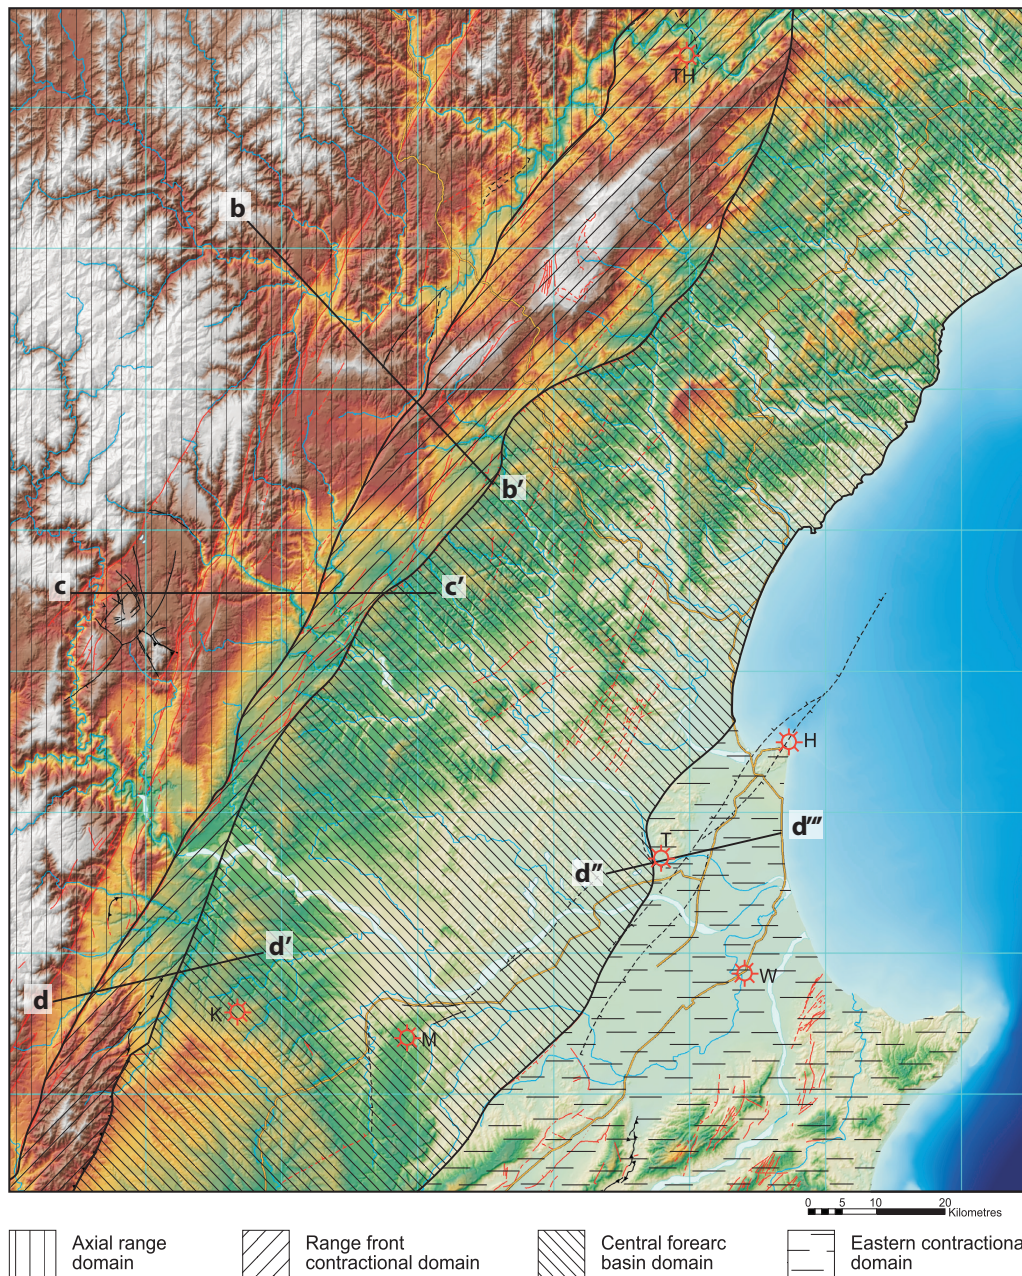 TH
b
b′
c
c′
H
T
d″
d‴
d′
d
W
K
M
0 5 10 20
Kilometres
Axial range
domain
Range front
contractional domain
Central forearc
basin domain
Eastern contractiona
domain